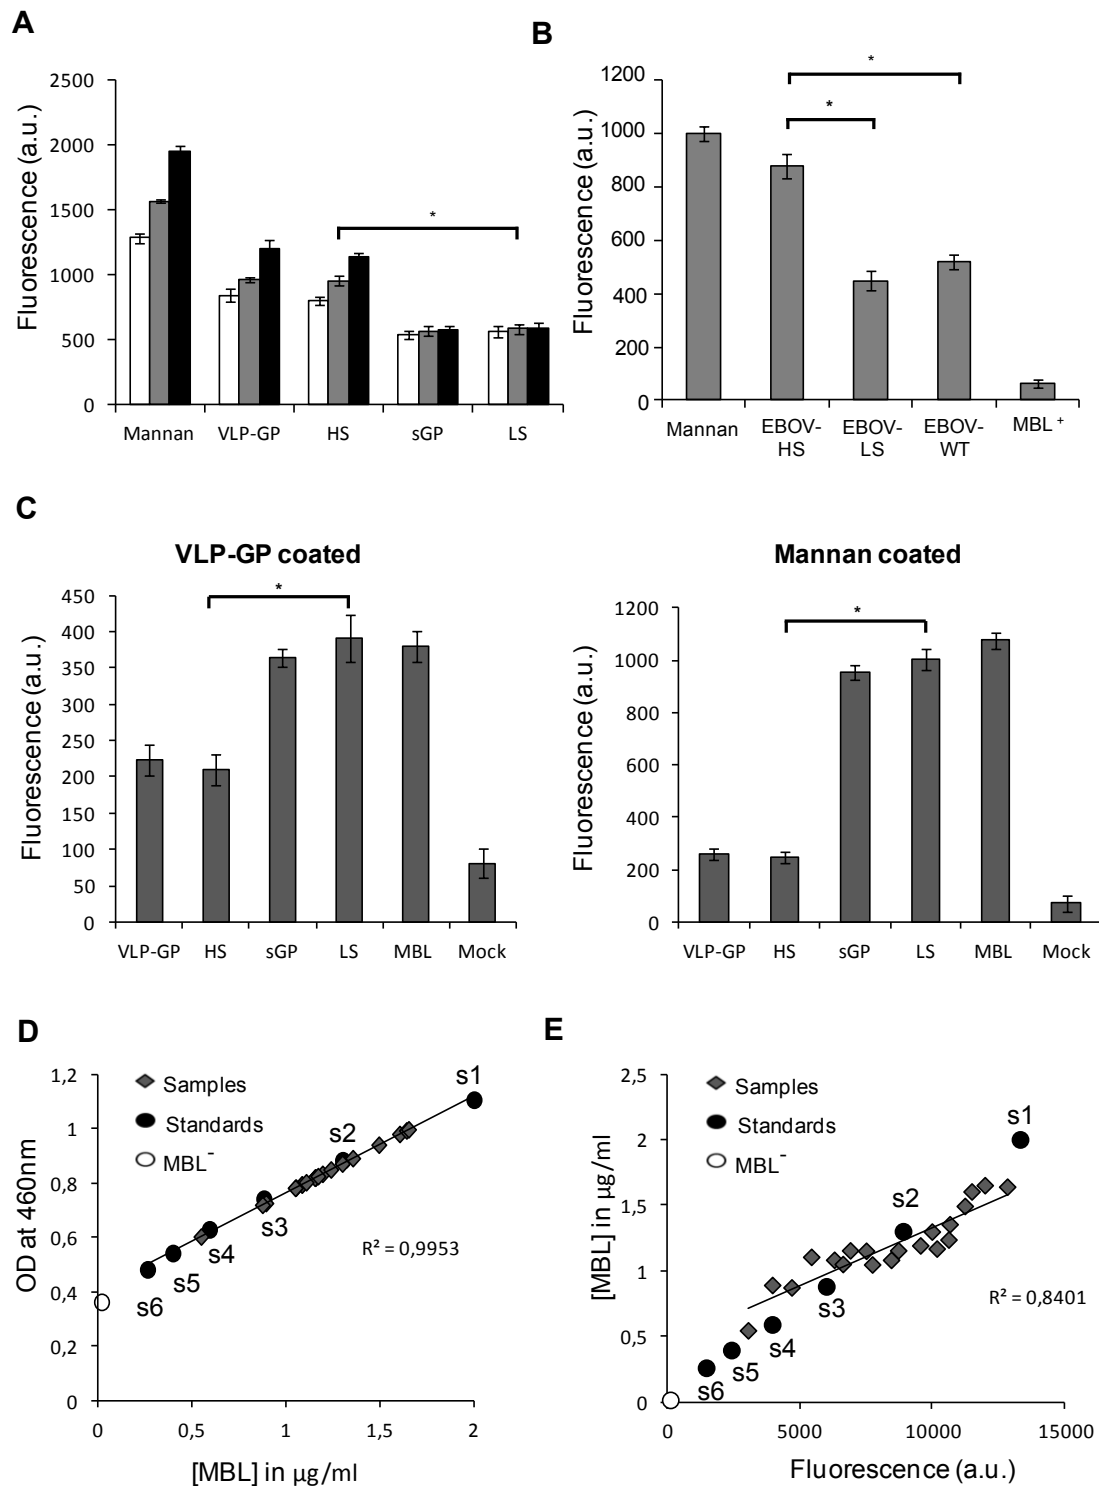 A
2500
2000
1500
1000
500
0
Fluorescence (a.u.)
*
Mannan VLP-GP HS sGP LS
B
1200
1000
800
600
400
200
0
Fluorescence (a.u.)
*
*
Mannan EBOV-HS EBOV-LS EBOV-WT MBL+
C
VLP-GP coated
450
400
350
300
250
200
150
100
50
0
Fluorescence (a.u.)
*
VLP-GP HS sGP LS MBL Mock
Mannan coated
1200
1000
800
600
400
200
0
Fluorescence (a.u.)
*
VLP-GP HS sGP LS MBL Mock
D
1,2
1
0,8
0,6
0,4
0,2
0
OD at 460nm
Samples
Standards
MBL-
s1
s2
s3
s4
s5
s6
R² = 0,9953
0 0,5 1 1,5 2
[MBL] in µg/ml
E
2,5
2
1,5
1
0,5
0
[MBL] in µg/ml
Samples
Standards
MBL-
s1
s2
s3
s4
s5
s6
R² = 0,8401
0 5000 10000 15000
Fluorescence (a.u.)